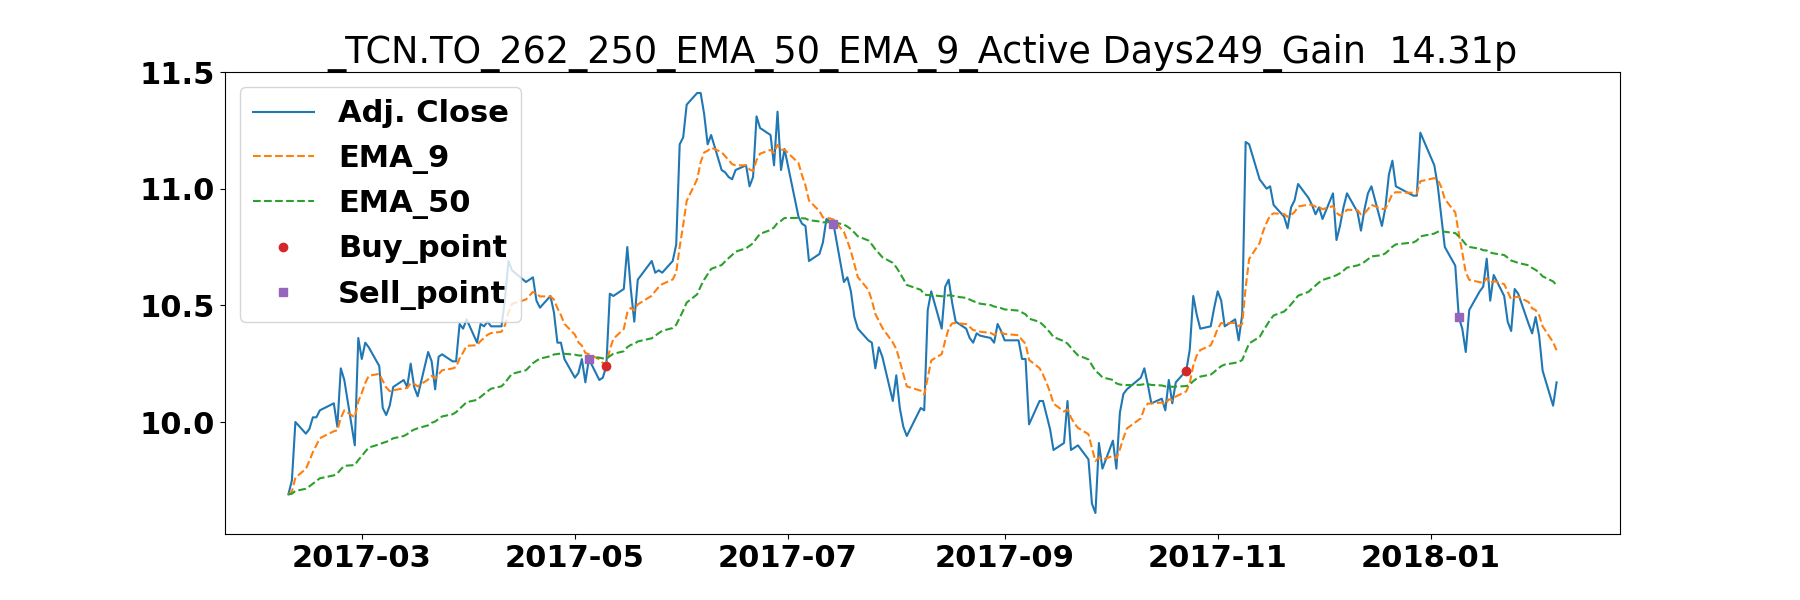 _TCN.TO_262_250_EMA_50_EMA_9_Active Days249_Gain  14.31p
11.5
11.0
10.5
10.0
Adj. Close
EMA_9
EMA_50
Buy_point
Sell_point
2017-03
2017-05
2017-07
2017-09
2017-11
2018-01